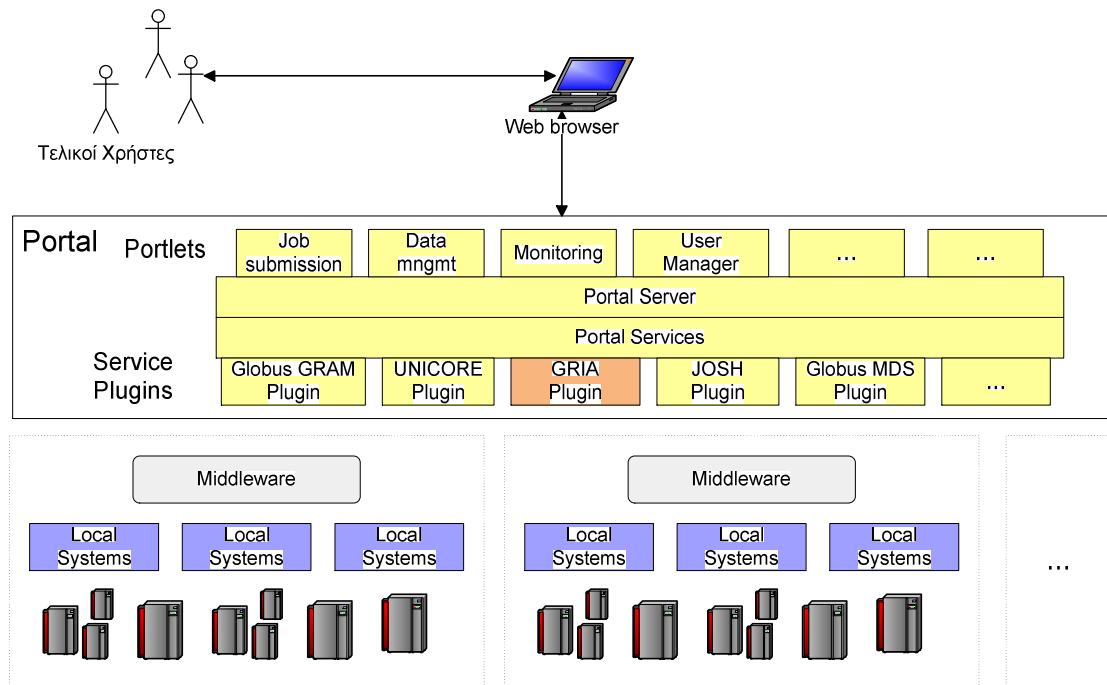 Τελικοί Χρήστες
Web browser
Portal
Portlets
Job
submission
Data
mngmt
Monitoring
User
Manager
...
...
Portal Server
Portal Services
Service
Plugins
Globus GRAM
Plugin
UNICORE
Plugin
GRIA
Plugin
JOSH
Plugin
Globus MDS
Plugin
...
Middleware
Middleware
Local
Systems
Local
Systems
Local
Systems
Local
Systems
Local
Systems
Local
Systems
...